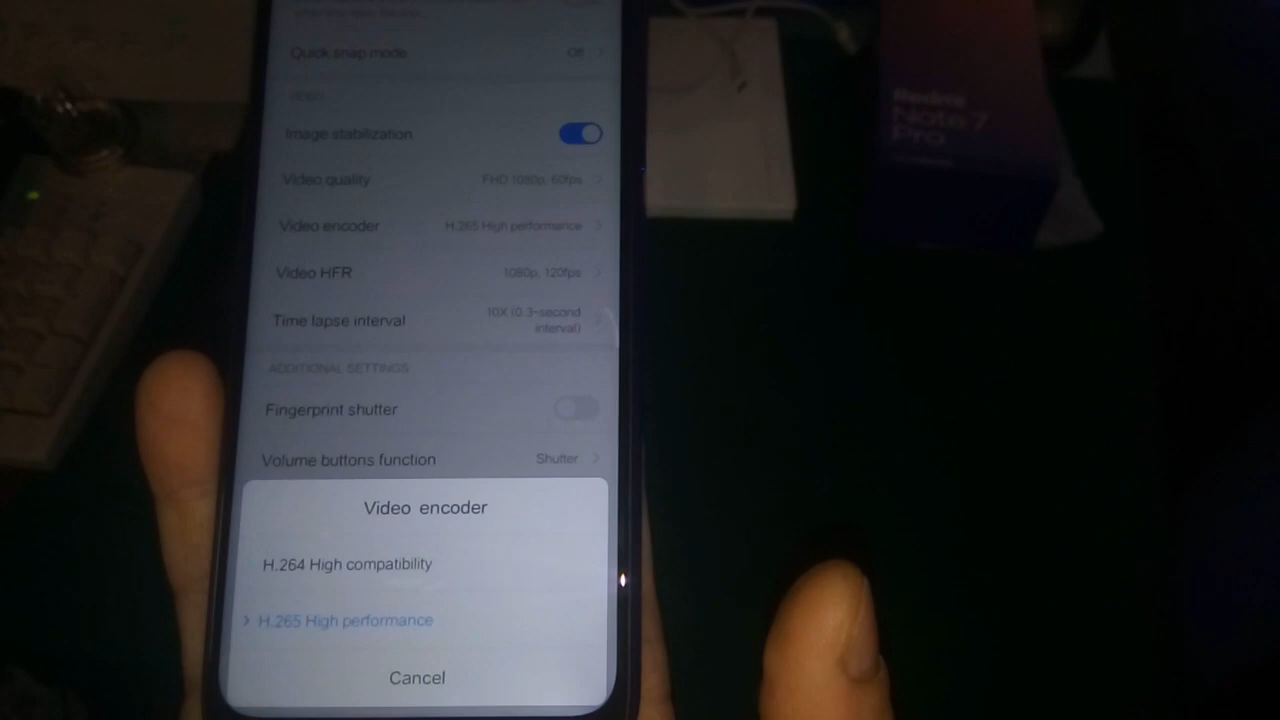 Quick snap mode Off
VIDEO
Image stabilization
Video quality FHD 1080p, 60fps
Video encoder H.265 High performance
Video HFR 1080p, 120fps
Time lapse interval 10X (0.3-second
interval)
ADDITIONAL SETTINGS
Fingerprint shutter
Volume buttons function Shutter
Video encoder
H.264 High compatibility
H.265 High performance
Cancel
Redmi
Note 7
Pro